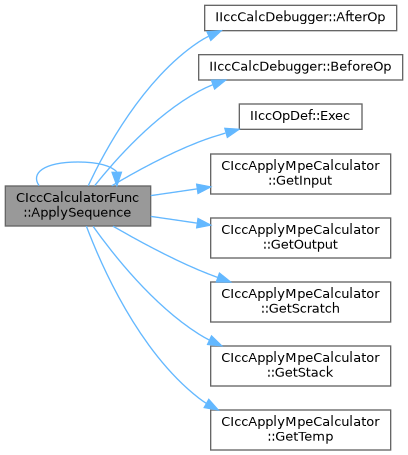 IIccCalcDebugger::AfterOp
IIccCalcDebugger::BeforeOp
IIccOpDef::Exec
CIccCalculatorFunc
::ApplySequence
CIccApplyMpeCalculator
::GetInput
CIccApplyMpeCalculator
::GetOutput
CIccApplyMpeCalculator
::GetScratch
CIccApplyMpeCalculator
::GetStack
CIccApplyMpeCalculator
::GetTemp